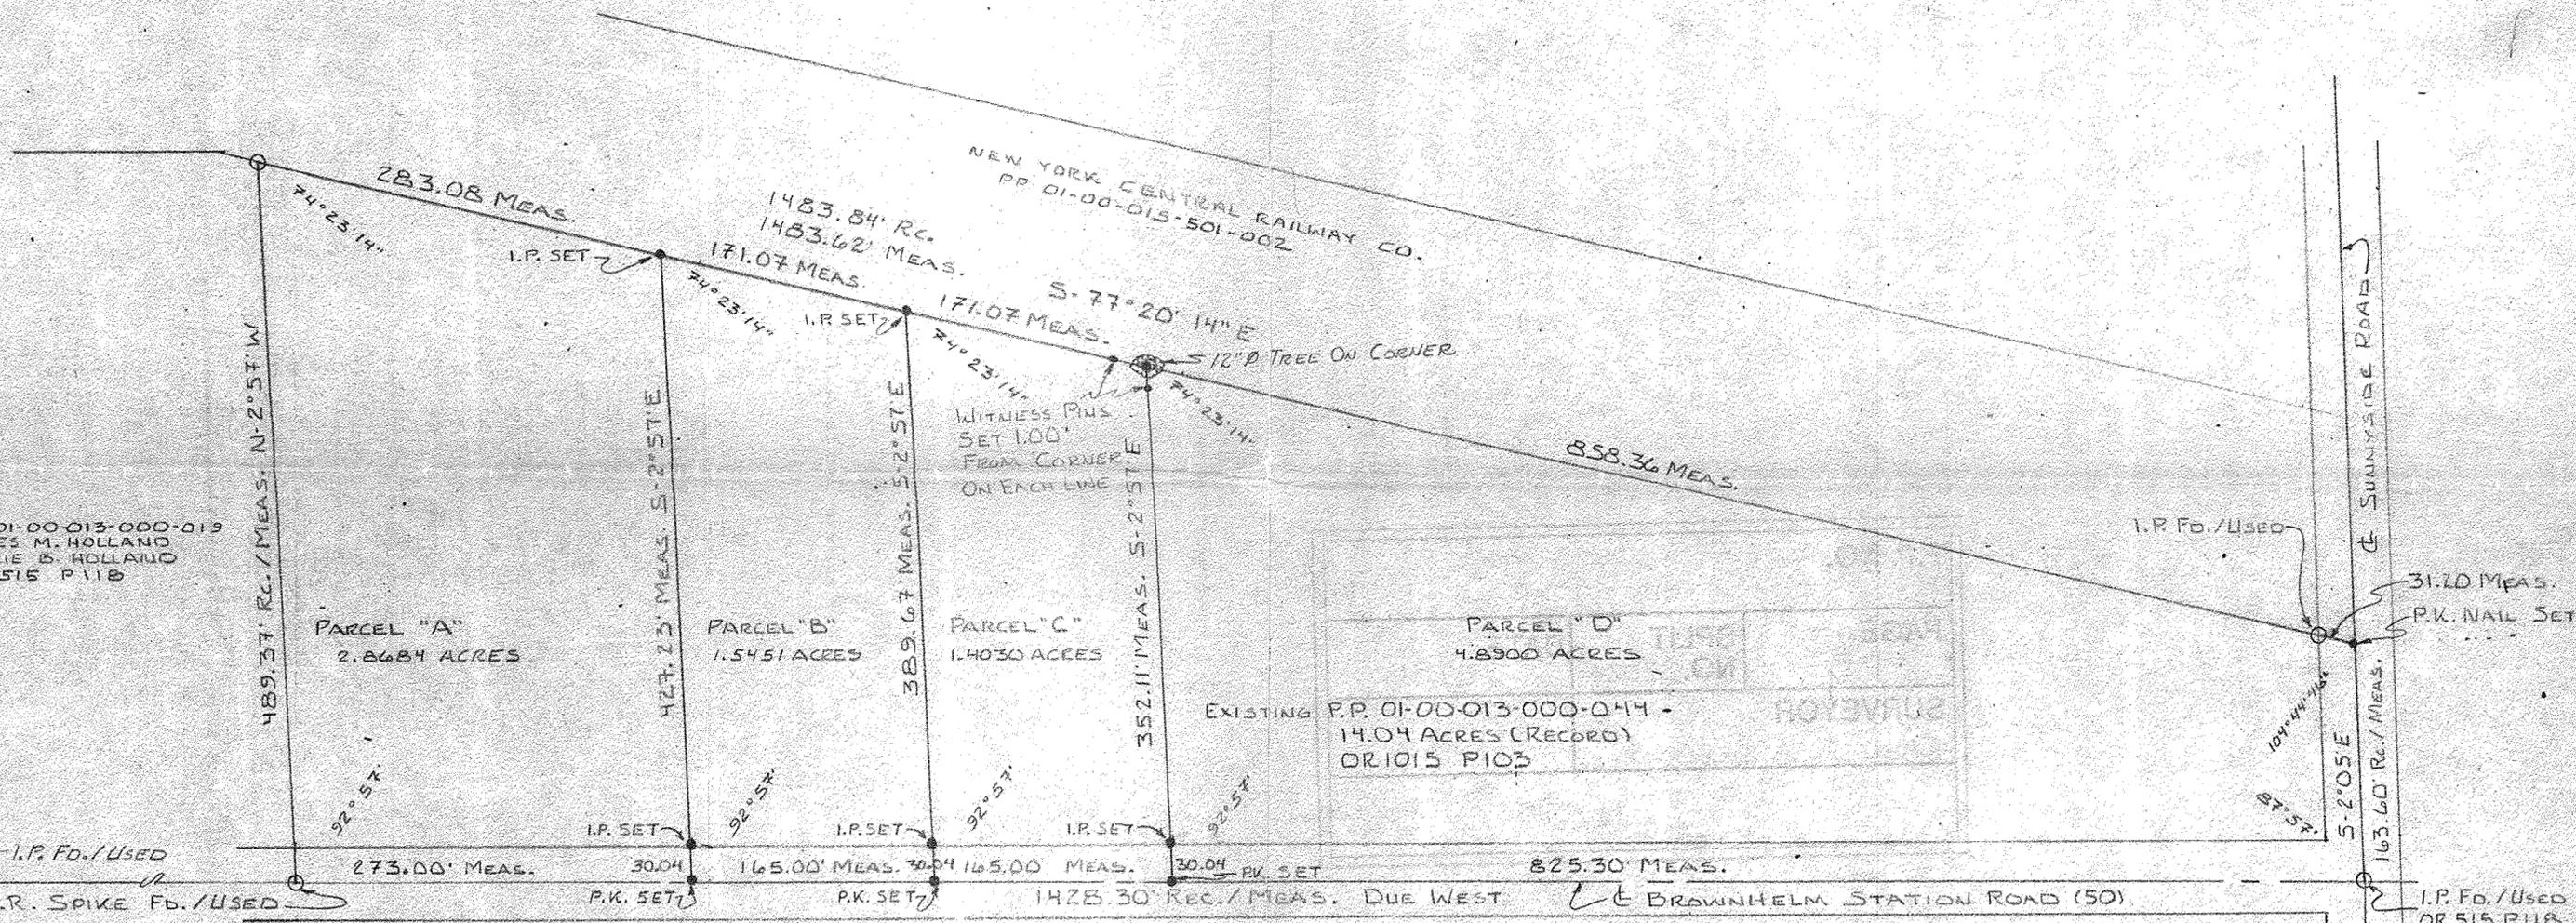 NEW YORK CENTRAL RAILWAY CO.
PP 01-00-015-501-002
283.08 MEAS.
74°23'14"
1483.84' RC.
1483.62' MEAS.
I.P. SET
171.07 MEAS.
74°23'14"
S-77°20'14"E
I.P. SET
171.07 MEAS.
74°23'14"
12"Ø TREE ON CORNER
74°23'14"
WITNESS PINS
SET 1.00'
FROM CORNER
ON EACH LINE
858.36 MEAS.
℄ SUNNYSIDE ROAD
I.P. FD./USED
31.20 MEAS.
P.K. NAIL SET
01-00-013-000-019
ES M. HOLLAND
IE B. HOLLAND
515 P118
489.37' RC./MEAS. N-2°57'W
PARCEL "A"
2.8684 ACRES
427.23' MEAS. S-2°57'E
PARCEL "B"
1.5451 ACRES
389.67' MEAS. S-2°57'E
PARCEL "C"
1.4030 ACRES
352.11' MEAS. S-2°57'E
PARCEL "D"
4.8900 ACRES
EXISTING P.P. 01-00-013-000-044
14.04 ACRES (RECORD)
OR1015 P103
PAGE
SPLIT
NO.
SURVEYOR
104°44'46"
87°57'
S-2°05'E
163.60' RC./MEAS.
92°57'
92°57'
92°57'
92°57'
I.P. SET
I.P. SET
I.P. SET
I.P. FD./USED
273.00' MEAS.
30.04
165.00' MEAS.
30.04
165.00 MEAS.
30.04
P.K. SET
825.30' MEAS.
.R. SPIKE FD./USED
P.K. SET
P.K. SET
1428.30' REC./MEAS. DUE WEST
℄ BROWNHELM STATION ROAD (50)
I.P. FD./USED
OR 515 P 118